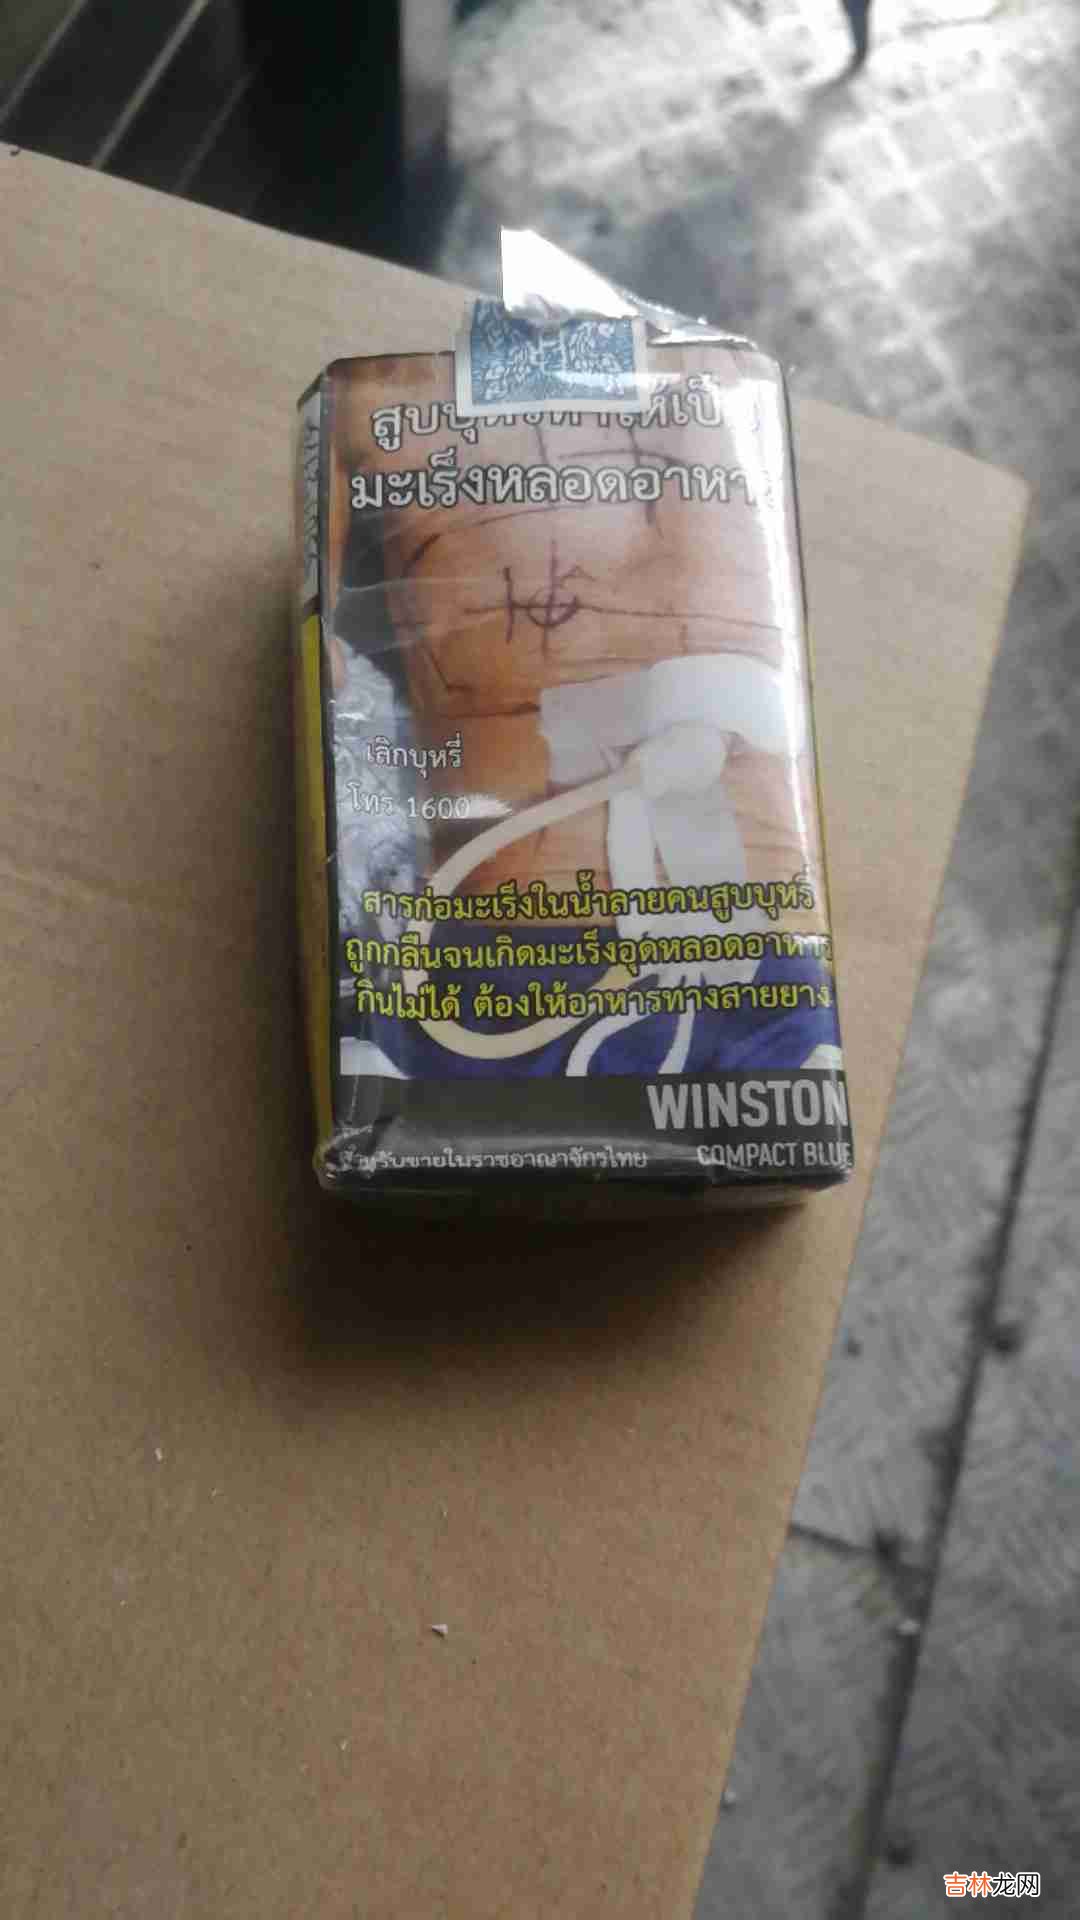 มะเร็งหลอดอาหาร
เลิกบุหรี่
โทร 1600
สารก่อมะเร็งในน้ำลายคนสูบบุหรี่
ถูกกลืนจนเกิดมะเร็งอุดหลอดอาหาร
กินไม่ได้ ต้องให้อาหารทางสายยาง
WINSTON
สำหรับขายในราชอาณาจักรไทย
COMPACT BLUE
吉林龙网